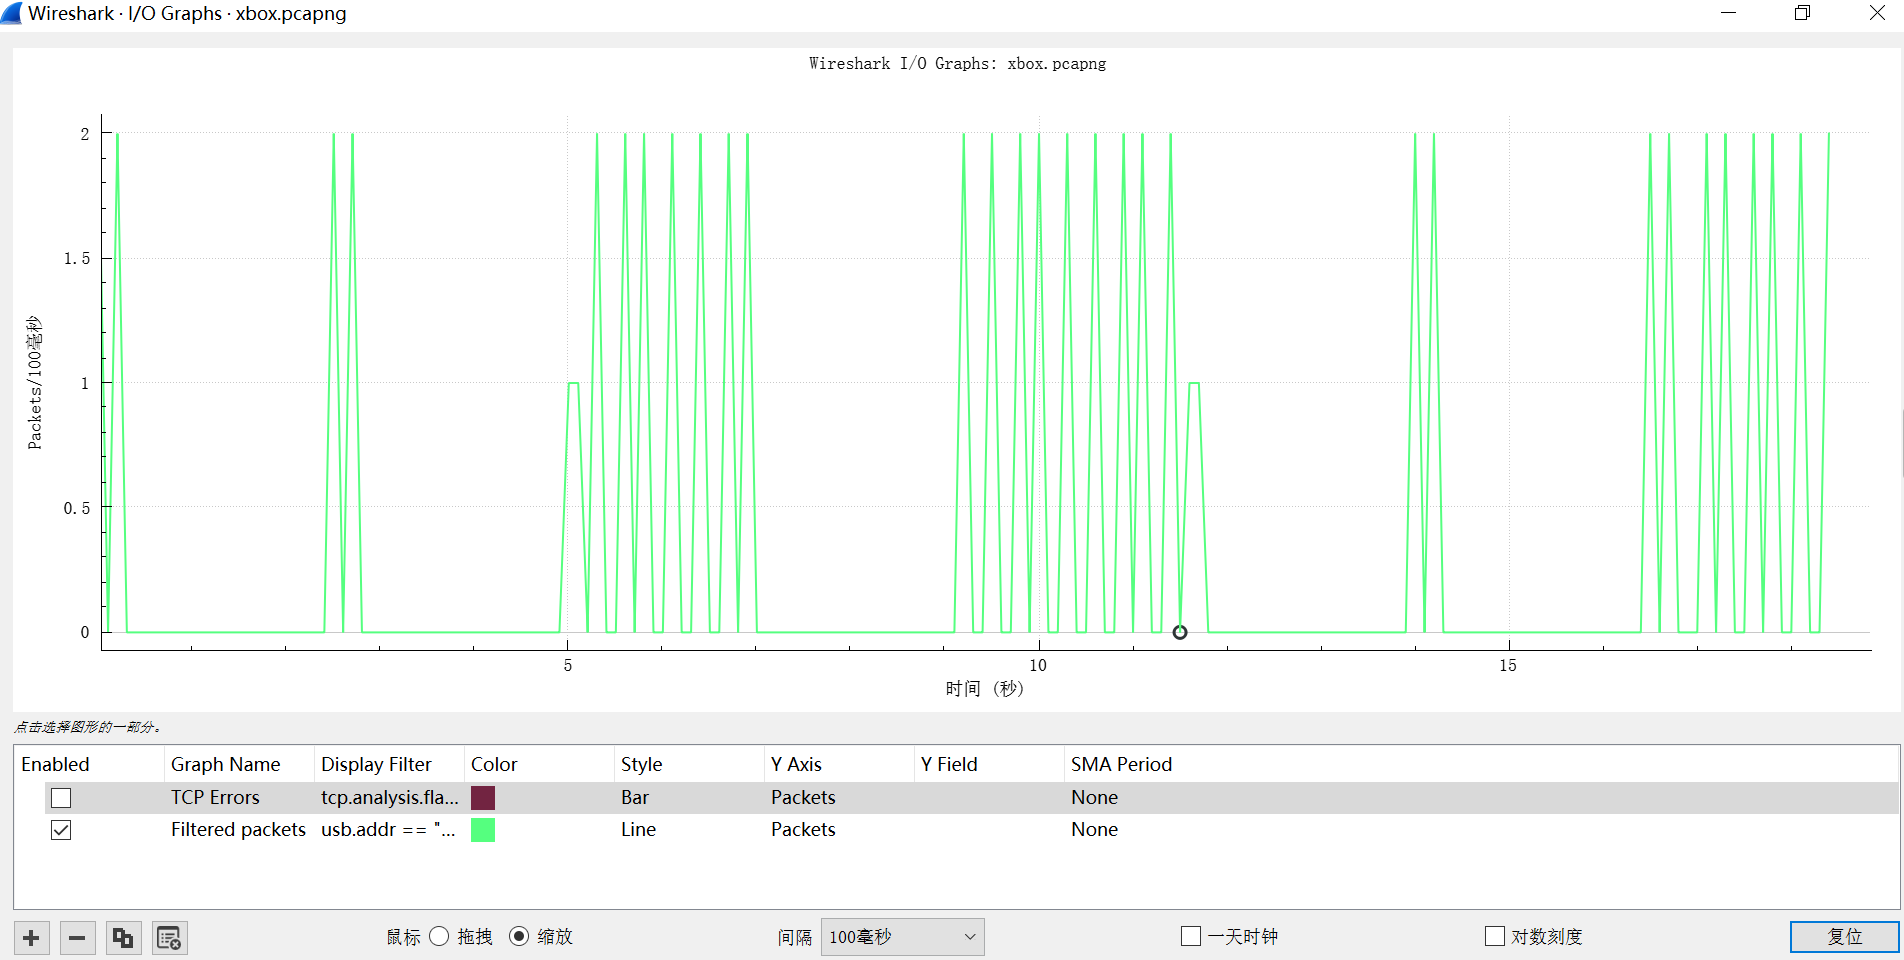 Wireshark · I/O Graphs · xbox.pcapng
Wireshark I/O Graphs: xbox.pcapng
2
1.5
1
0.5
0
Packets/100毫秒
5 10 15
时间 (秒)
点击选择图形的一部分。
Enabled Graph Name Display Filter Color Style Y Axis Y Field SMA Period
TCP Errors tcp.analysis.fla... Bar Packets None
Filtered packets usb.addr == "... Line Packets None
鼠标 拖拽 缩放 间隔 100毫秒 一天时钟 对数刻度 复位